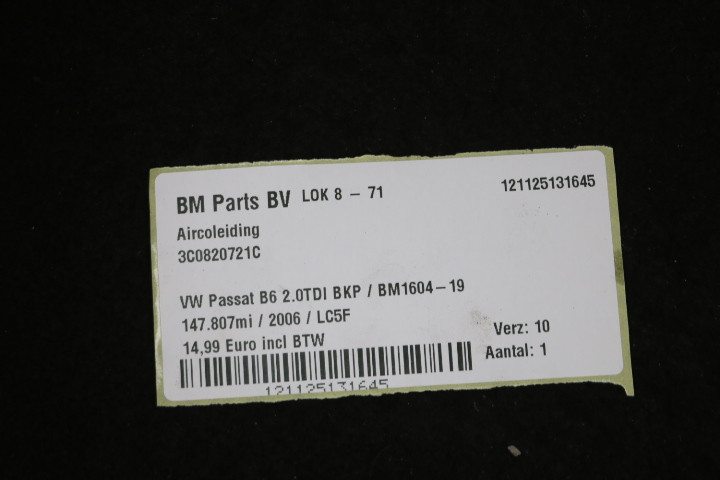 BM Parts BV LOK 8 - 71 121125131645
Aircoleiding
3C0820721C
VW Passat B6 2.0TDI BKP / BM1604-19
147.807mi / 2006 / LC5F
Verz: 10
14,99 Euro incl BTW
Aantal: 1
121125131645